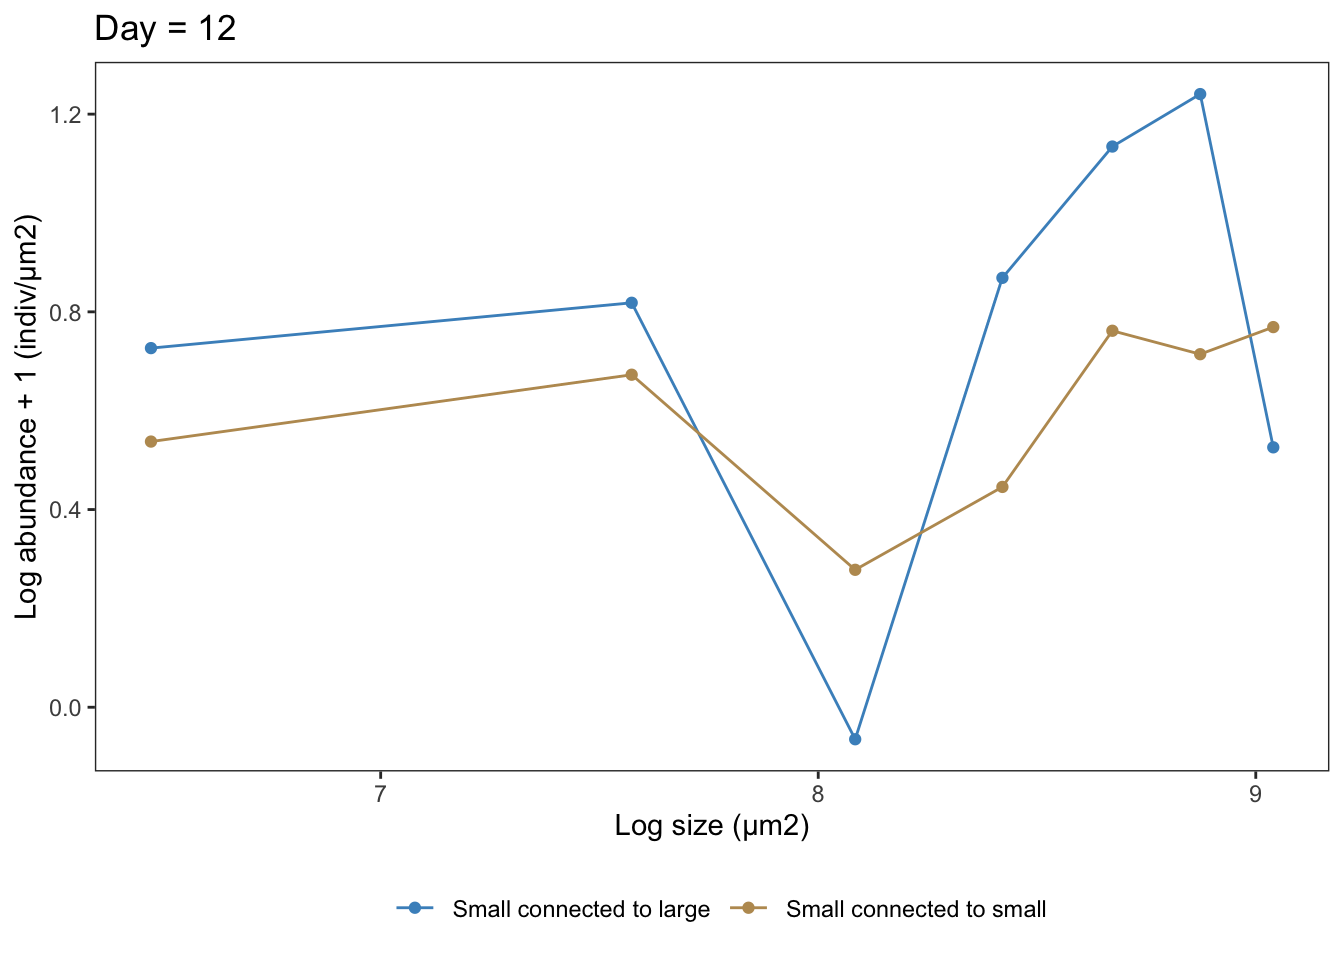 Day = 12
Log abundance + 1 (indiv/μm2)
1.2
0.8
0.4
0.0
7 8 9
Log size (μm2)
Small connected to large Small connected to small